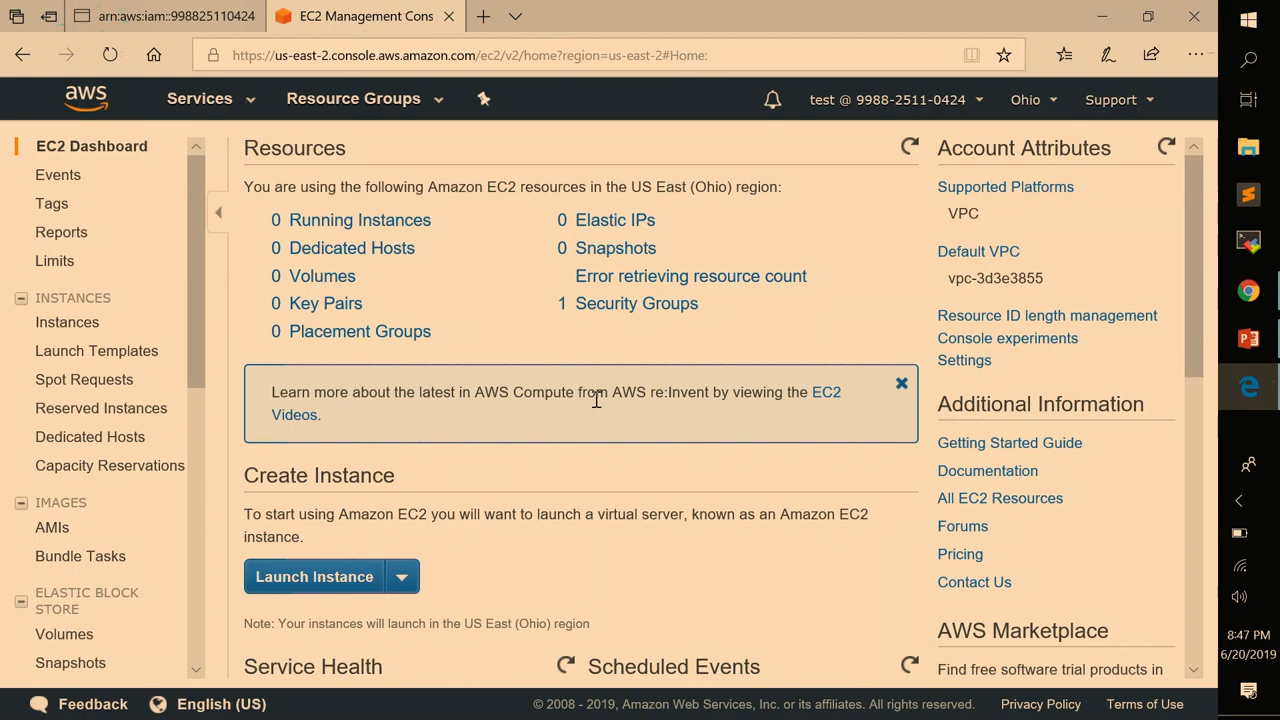 arn:aws:iam::998825110424
EC2 Management Cons
https://us-east-2.console.aws.amazon.com/ec2/v2/home?region=us-east-2#Home:
aws
Services
Resource Groups
test @ 9988-2511-0424
Ohio
Support
EC2 Dashboard
Events
Tags
Reports
Limits
INSTANCES
Instances
Launch Templates
Spot Requests
Reserved Instances
Dedicated Hosts
Capacity Reservations
IMAGES
AMIs
Bundle Tasks
ELASTIC BLOCK
STORE
Volumes
Snapshots
Resources
You are using the following Amazon EC2 resources in the US East (Ohio) region:
0 Running Instances
0 Elastic IPs
0 Dedicated Hosts
0 Snapshots
0 Volumes
Error retrieving resource count
0 Key Pairs
1 Security Groups
0 Placement Groups
Learn more about the latest in AWS Compute from AWS re:Invent by viewing the EC2
Videos.
Create Instance
To start using Amazon EC2 you will want to launch a virtual server, known as an Amazon EC2
instance.
Launch Instance
Note: Your instances will launch in the US East (Ohio) region
Service Health
Scheduled Events
Account Attributes
Supported Platforms
VPC
Default VPC
vpc-3d3e3855
Resource ID length management
Console experiments
Settings
Additional Information
Getting Started Guide
Documentation
All EC2 Resources
Forums
Pricing
Contact Us
AWS Marketplace
Find free software trial products in
Feedback
English (US)
© 2008 - 2019, Amazon Web Services, Inc. or its affiliates. All rights reserved.
Privacy Policy
Terms of Use
8:47 PM
6/20/2019